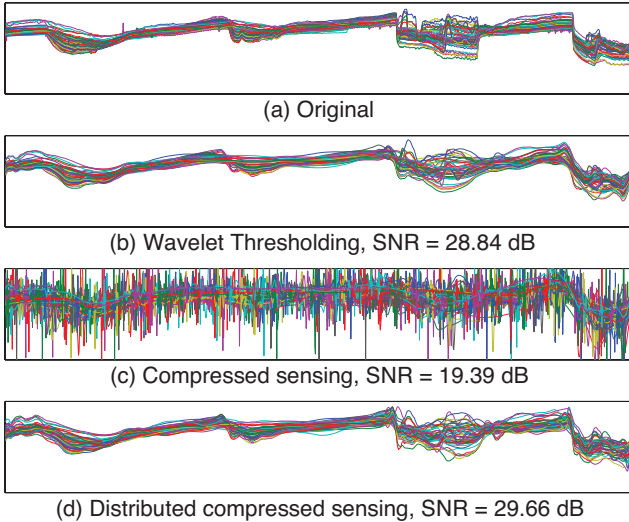 (a) Original
(b) Wavelet Thresholding, SNR = 28.84 dB
(c) Compressed sensing, SNR = 19.39 dB
(d) Distributed compressed sensing, SNR = 29.66 dB